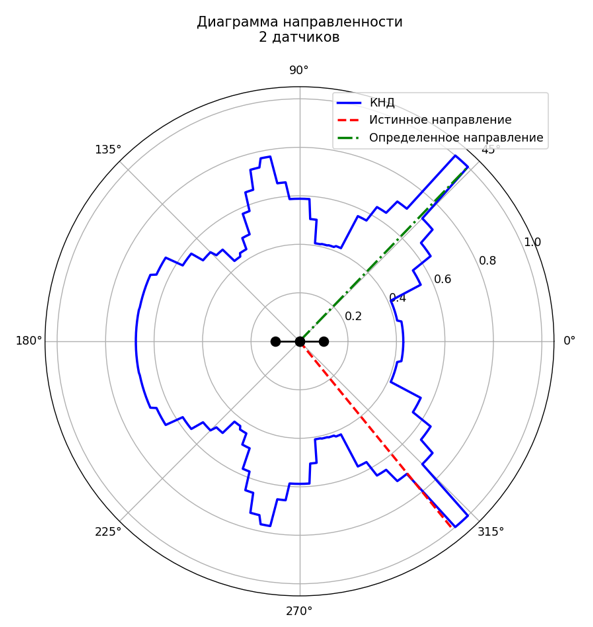 Диаграмма направленности
2 датчиков
90°
КНД
Истинное направление
Определенное направление
135°
45°
1.0
0.8
0.6
0.4
0.2
180°
0°
225°
315°
270°